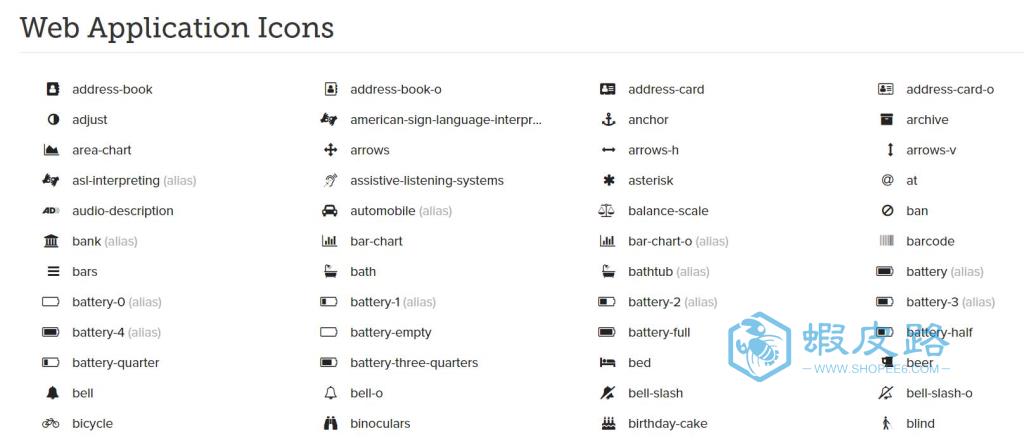 Web Application Icons
address-book address-book-o address-card address-card-o
adjust american-sign-language-interpr... anchor archive
area-chart arrows arrows-h arrows-v
asl-interpreting (alias) assistive-listening-systems asterisk at
audio-description automobile (alias) balance-scale ban
bank (alias) bar-chart bar-chart-o (alias) barcode
bars bath bathtub (alias) battery (alias)
battery-0 (alias) battery-1 (alias) battery-2 (alias) battery-3 (alias)
battery-4 (alias) battery-empty battery-full battery-half
battery-quarter battery-three-quarters bed beer
bell bell-o bell-slash bell-slash-o
bicycle binoculars birthday-cake blind
蝦皮路
WWW.SHOPEE6.COM